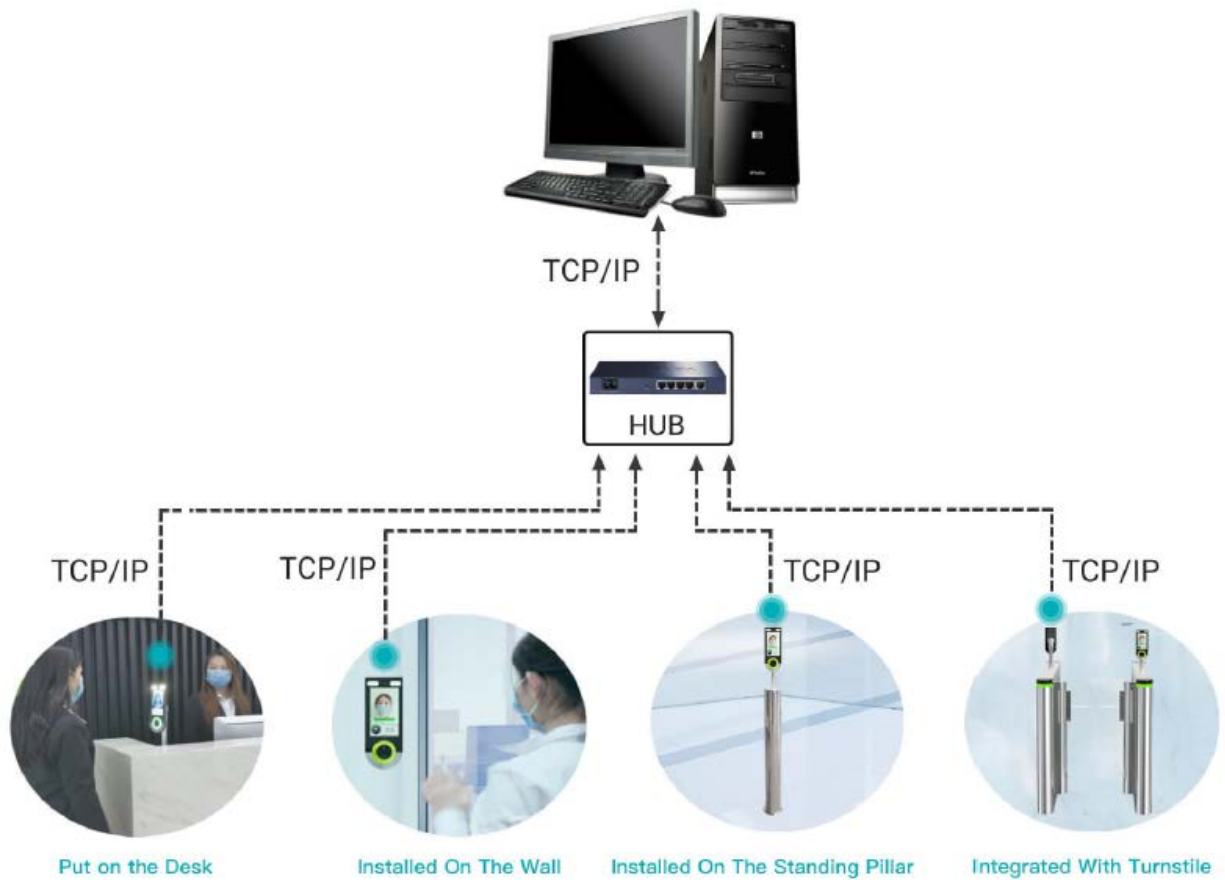 TCP/IP
HUB
TCP/IP
TCP/IP
TCP/IP
TCP/IP
Put on the Desk
Installed On The Wall
Installed On The Standing Pillar
Integrated With Turnstile